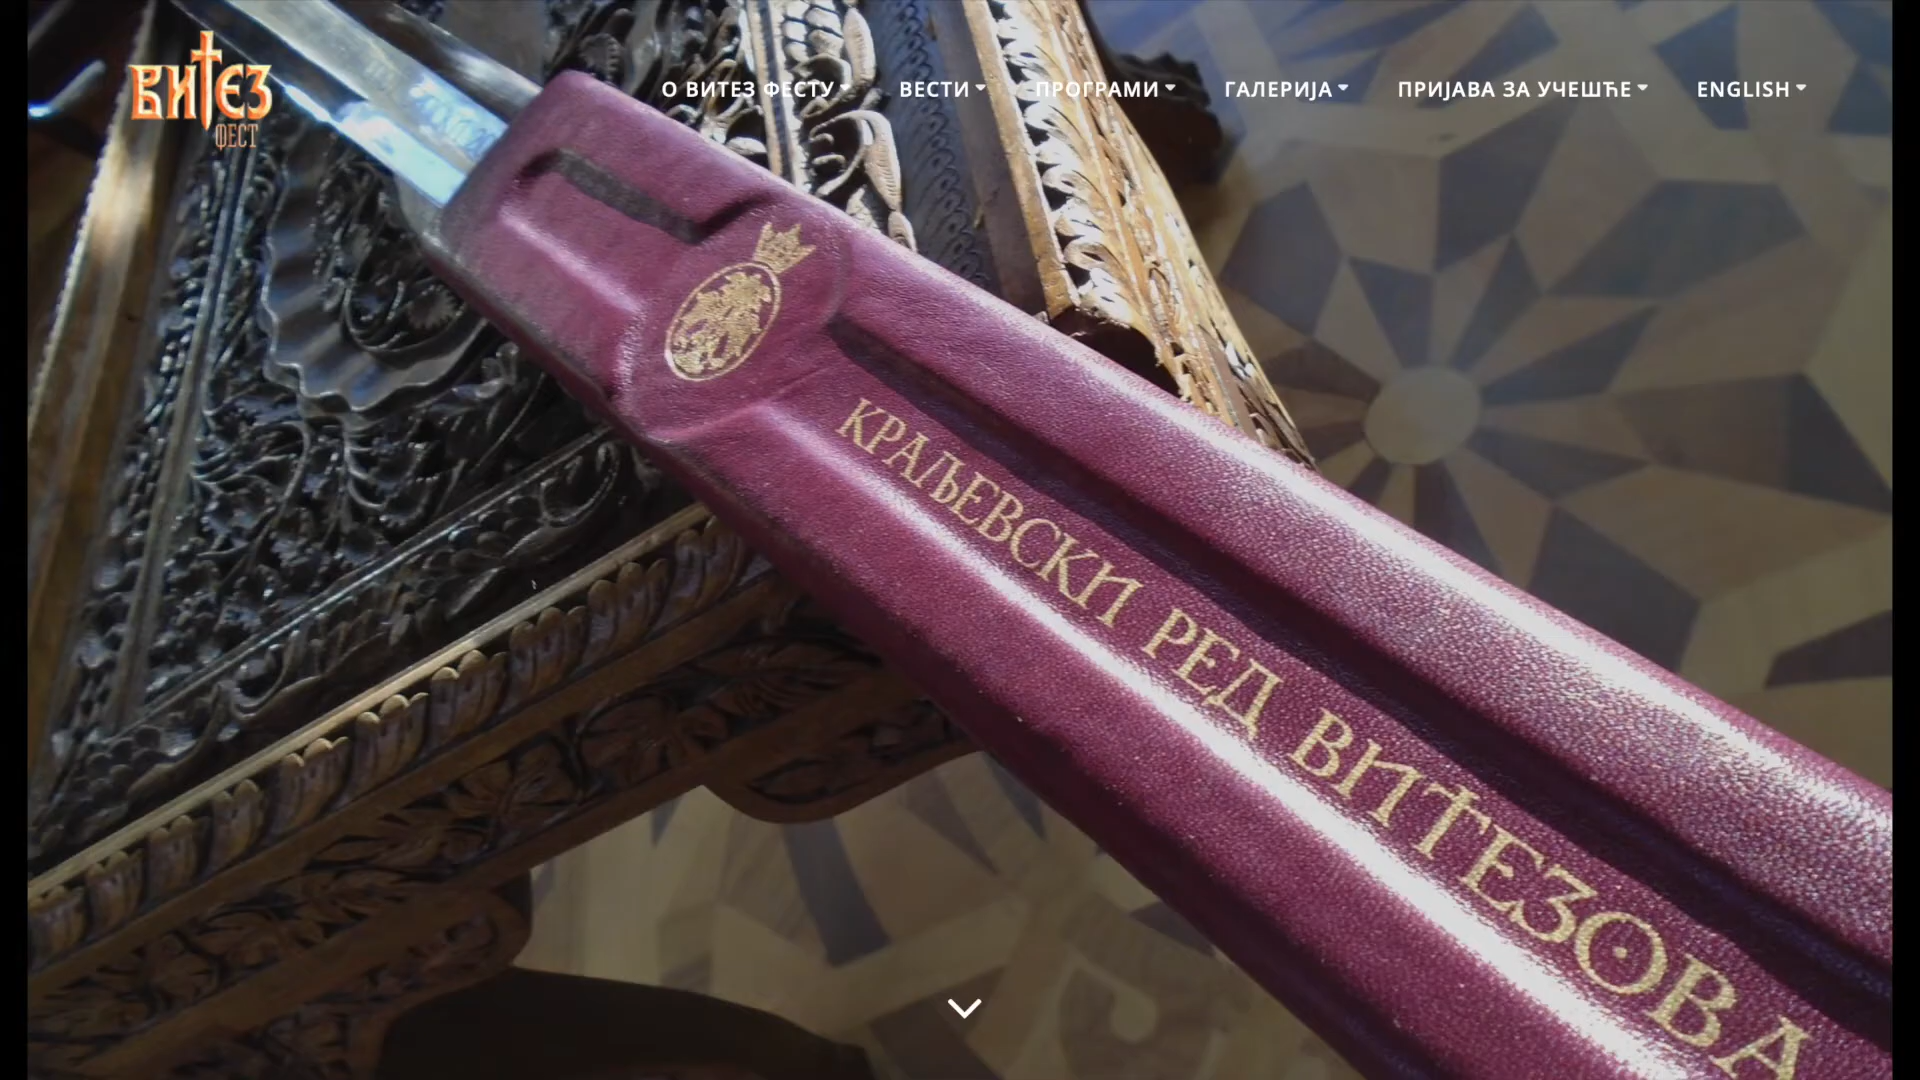 ВИТЕЗ
ФЕСТ
О ВИТЕЗ ФЕСТУ
ВЕСТИ
ПРОГРАМИ
ГАЛЕРИЈА
ПРИЈАВА ЗА УЧЕШЋЕ
ENGLISH
КРАЉЕВСКИ РЕД ВИТЕЗОВА